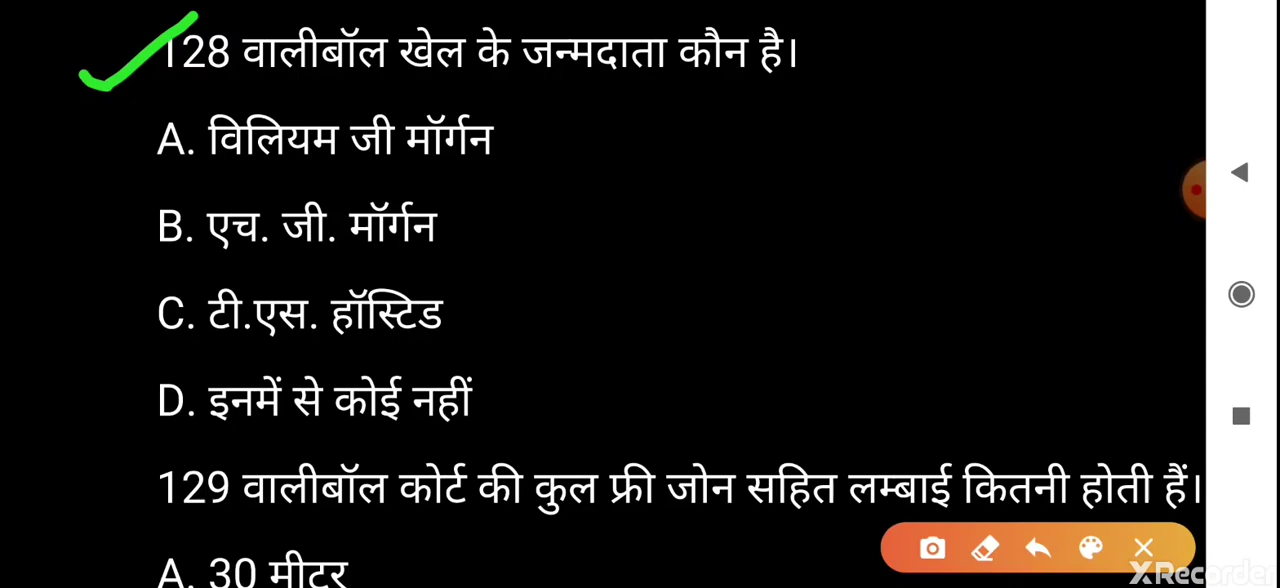 128 वालीबॉल खेल के जन्मदाता कौन है।
A. विलियम जी मॉर्गन
B. एच. जी. मॉर्गन
C. टी.एस. हॉस्टिड
D. इनमें से कोई नहीं
129 वालीबॉल कोर्ट की कुल फ्री जोन सहित लम्बाई कितनी होती हैं।
A. 30 मीटर
XRecorder